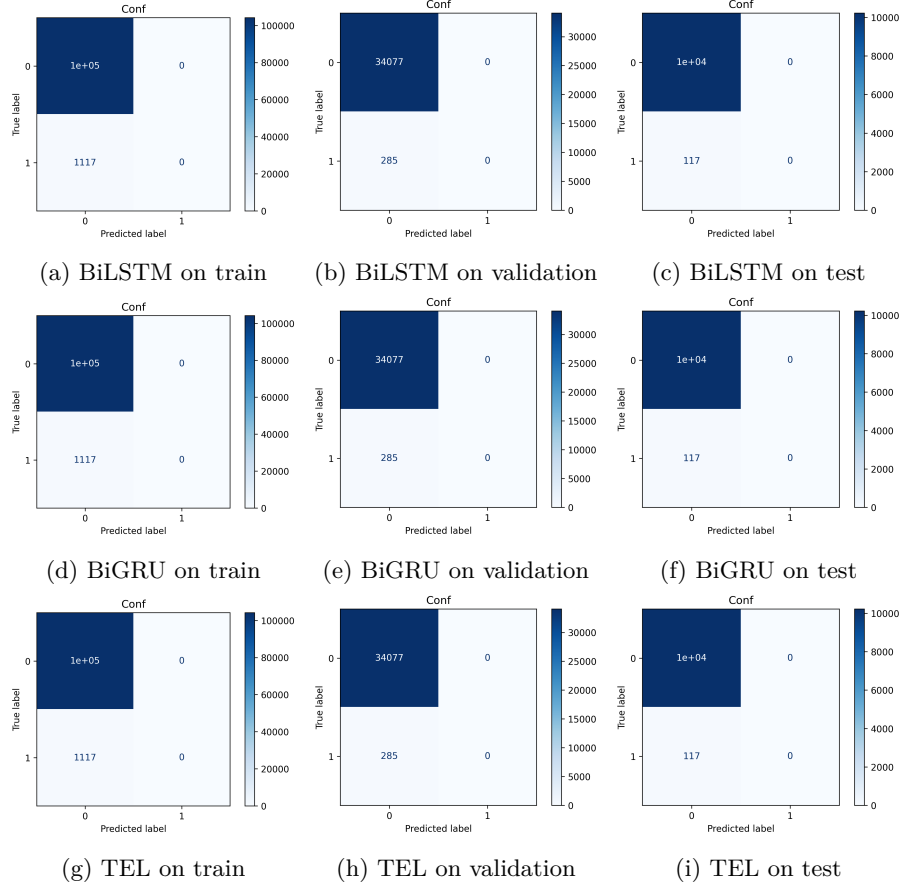 Conf
True label
0
1
1e+05
0
1117
0
0
1
Predicted label
100000
80000
60000
40000
20000
0
(a) BiLSTM on train
Conf
True label
0
1
34077
0
285
0
0
1
Predicted label
30000
25000
20000
15000
10000
5000
0
(b) BiLSTM on validation
Conf
True label
0
1
1e+04
0
117
0
0
1
Predicted label
10000
8000
6000
4000
2000
0
(c) BiLSTM on test
Conf
True label
0
1
1e+05
0
1117
0
0
1
Predicted label
100000
80000
60000
40000
20000
0
(d) BiGRU on train
Conf
True label
0
1
34077
0
285
0
0
1
Predicted label
30000
25000
20000
15000
10000
5000
0
(e) BiGRU on validation
Conf
True label
0
1
1e+04
0
117
0
0
1
Predicted label
10000
8000
6000
4000
2000
0
(f) BiGRU on test
Conf
True label
0
1
1e+05
0
1117
0
0
1
Predicted label
100000
80000
60000
40000
20000
0
(g) TEL on train
Conf
True label
0
1
34077
0
285
0
0
1
Predicted label
30000
25000
20000
15000
10000
5000
0
(h) TEL on validation
Conf
True label
0
1
1e+04
0
117
0
0
1
Predicted label
10000
8000
6000
4000
2000
0
(i) TEL on test